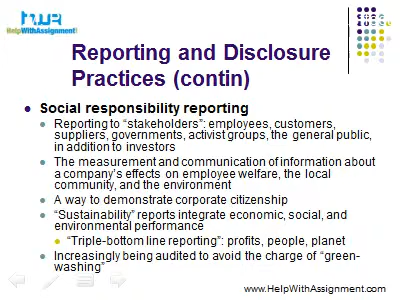 HWA
HelpWithAssignment!
Reporting and Disclosure
Practices (contin)
Social responsibility reporting
Reporting to “stakeholders”: employees, customers,
suppliers, governments, activist groups, the general public,
in addition to investors
The measurement and communication of information about
a company’s effects on employee welfare, the local
community, and the environment
A way to demonstrate corporate citizenship
“Sustainability” reports integrate economic, social, and
environmental performance
“Triple-bottom line reporting”: profits, people, planet
Increasingly being audited to avoid the charge of “green-
washing”
www.HelpWithAssignment.com